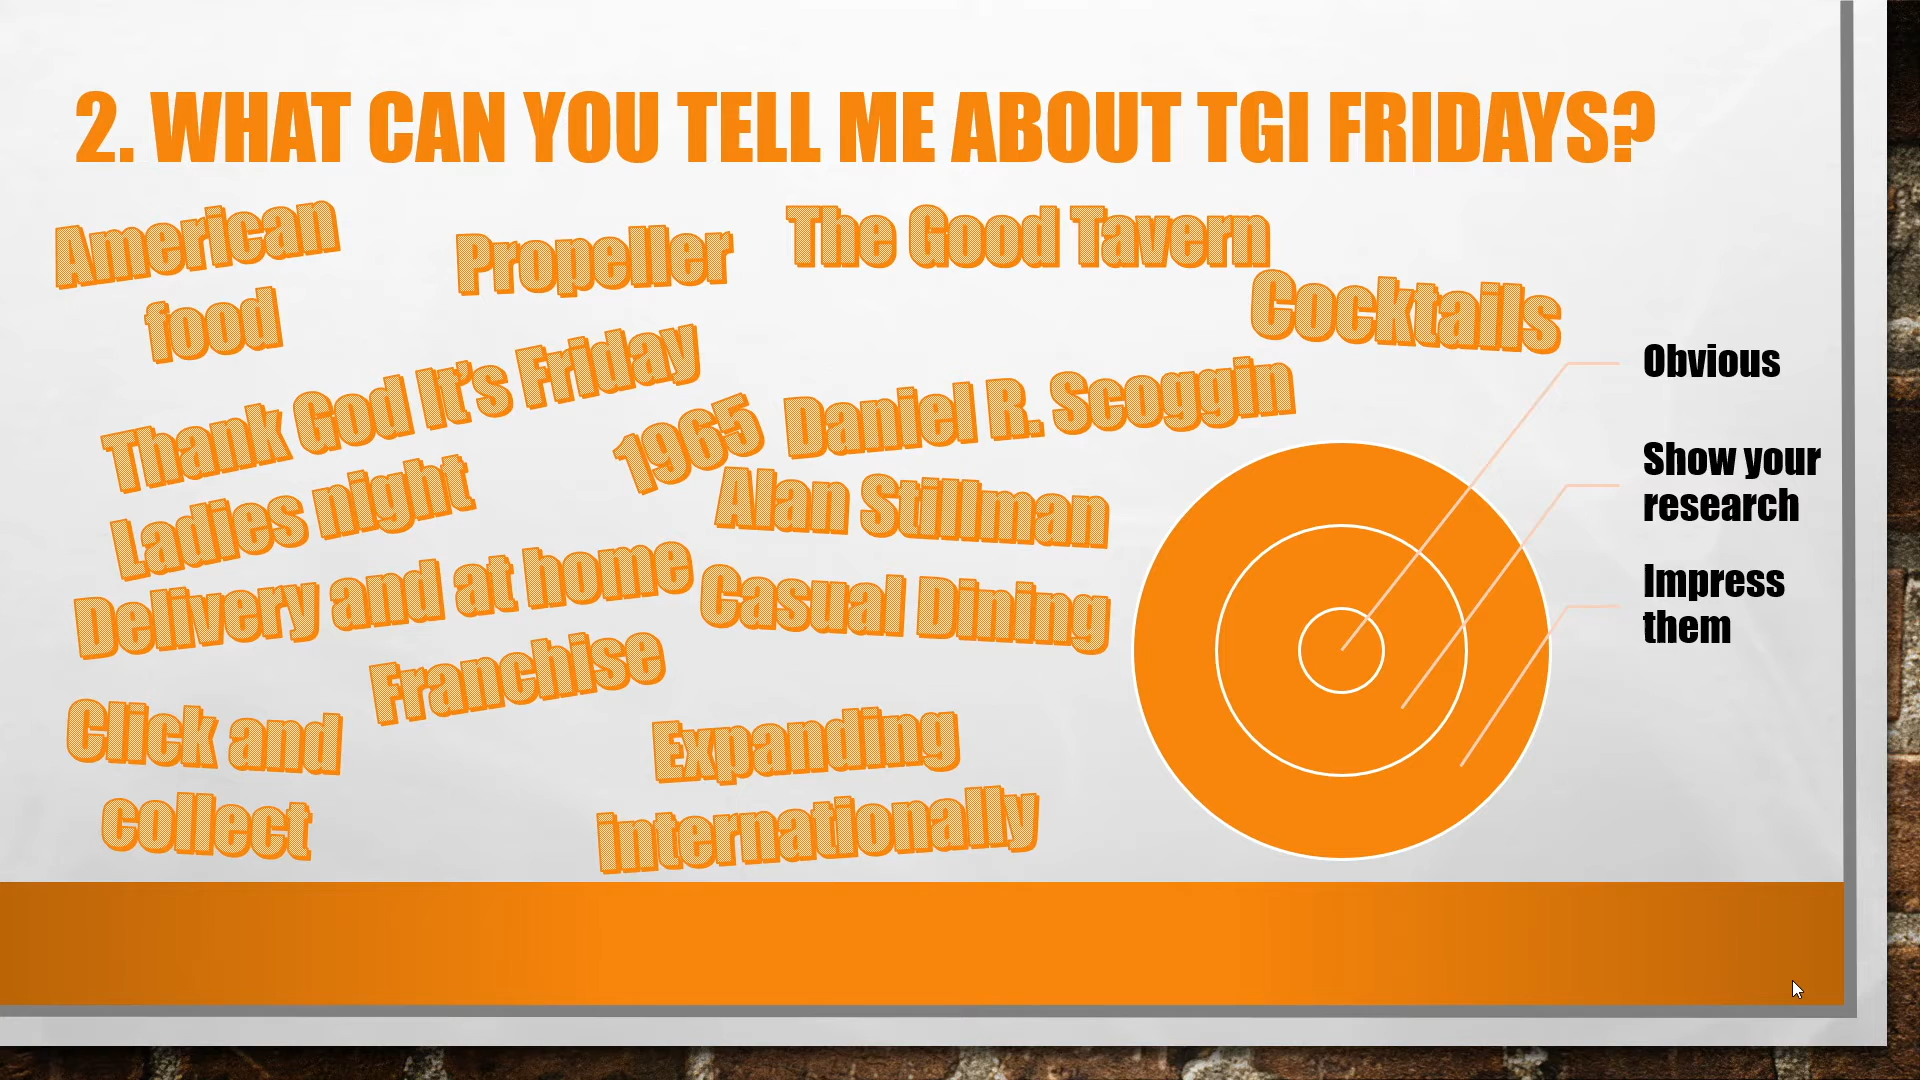 2. WHAT CAN YOU TELL ME ABOUT TGI FRIDAYS?
American
food
Propeller
The Good Tavern
Cocktails
Thank God It's Friday
1965
Daniel R. Scoggin
Ladies night
Alan Stillman
Delivery and at home
Casual Dining
Franchise
Click and
collect
Expanding
internationally
Obvious
Show your
research
Impress
them